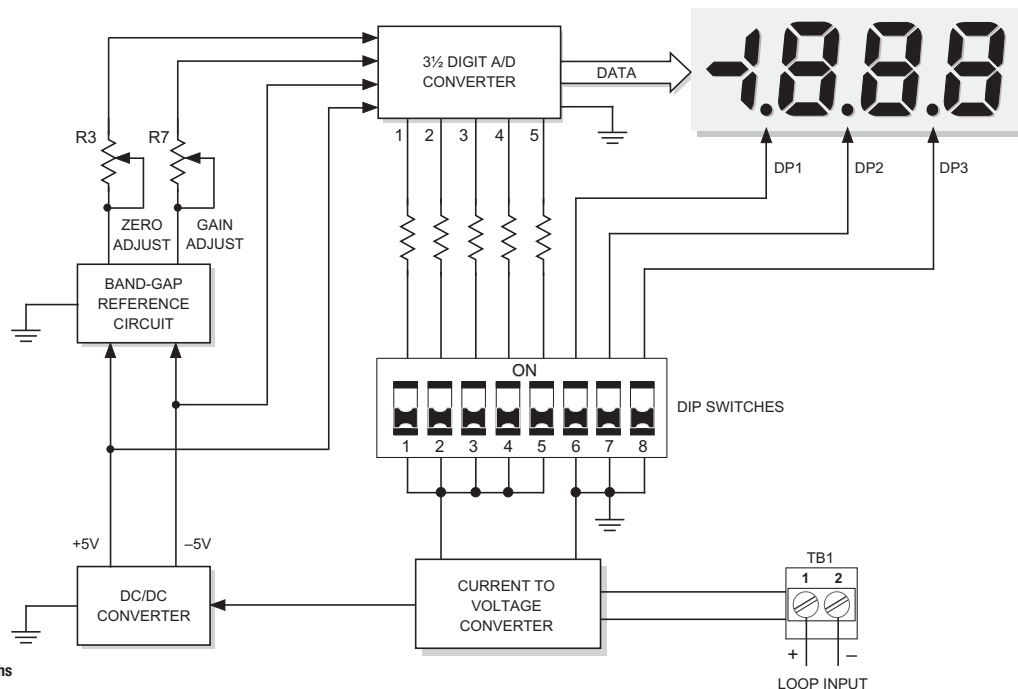 3½ DIGIT A/D
CONVERTER
DATA
-1.8.8.8
R3
R7
1 2 3 4 5
DP1
DP2
DP3
ZERO
ADJUST
GAIN
ADJUST
BAND-GAP
REFERENCE
CIRCUIT
ON
DIP SWITCHES
1 2 3 4 5 6 7 8
+5V
–5V
TB1
1 2
DC/DC
CONVERTER
CURRENT TO
VOLTAGE
CONVERTER
+ –
LOOP INPUT
hs